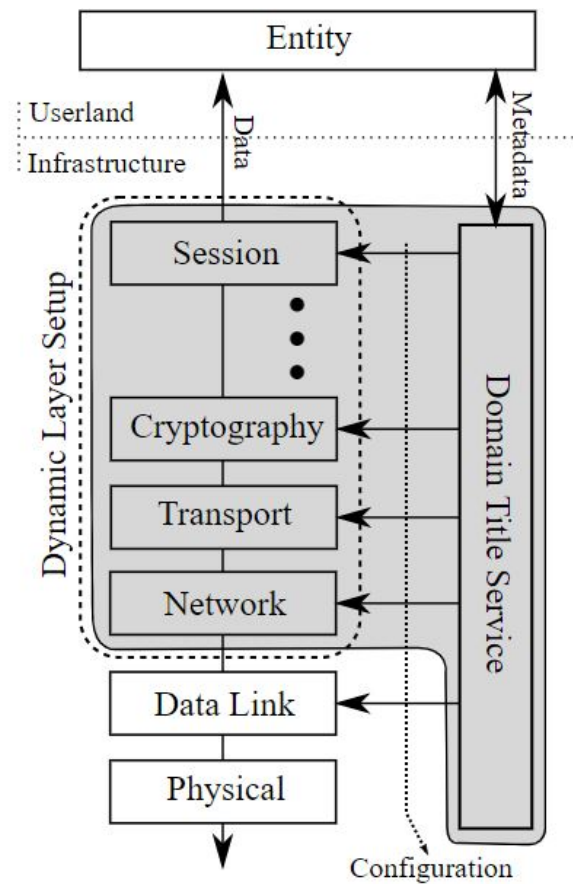 Entity
Userland
Data
Metadata
Infrastructure
Dynamic Layer Setup
Session
Cryptography
Transport
Network
Domain Title Service
Data Link
Physical
Configuration